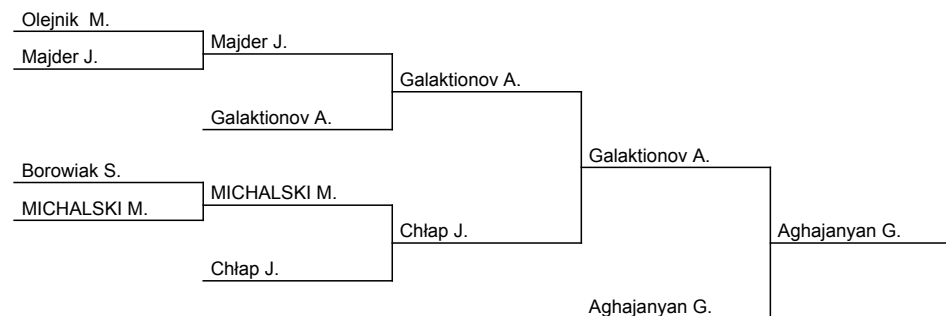 Olejnik  M.
Majder J.
Majder J.
Galaktionov A.
Galaktionov A.
Galaktionov A.
Borowiak S.
MICHALSKI M.
MICHALSKI M.
Chłap J.
Chłap J.
Aghajanyan G.
Aghajanyan G.